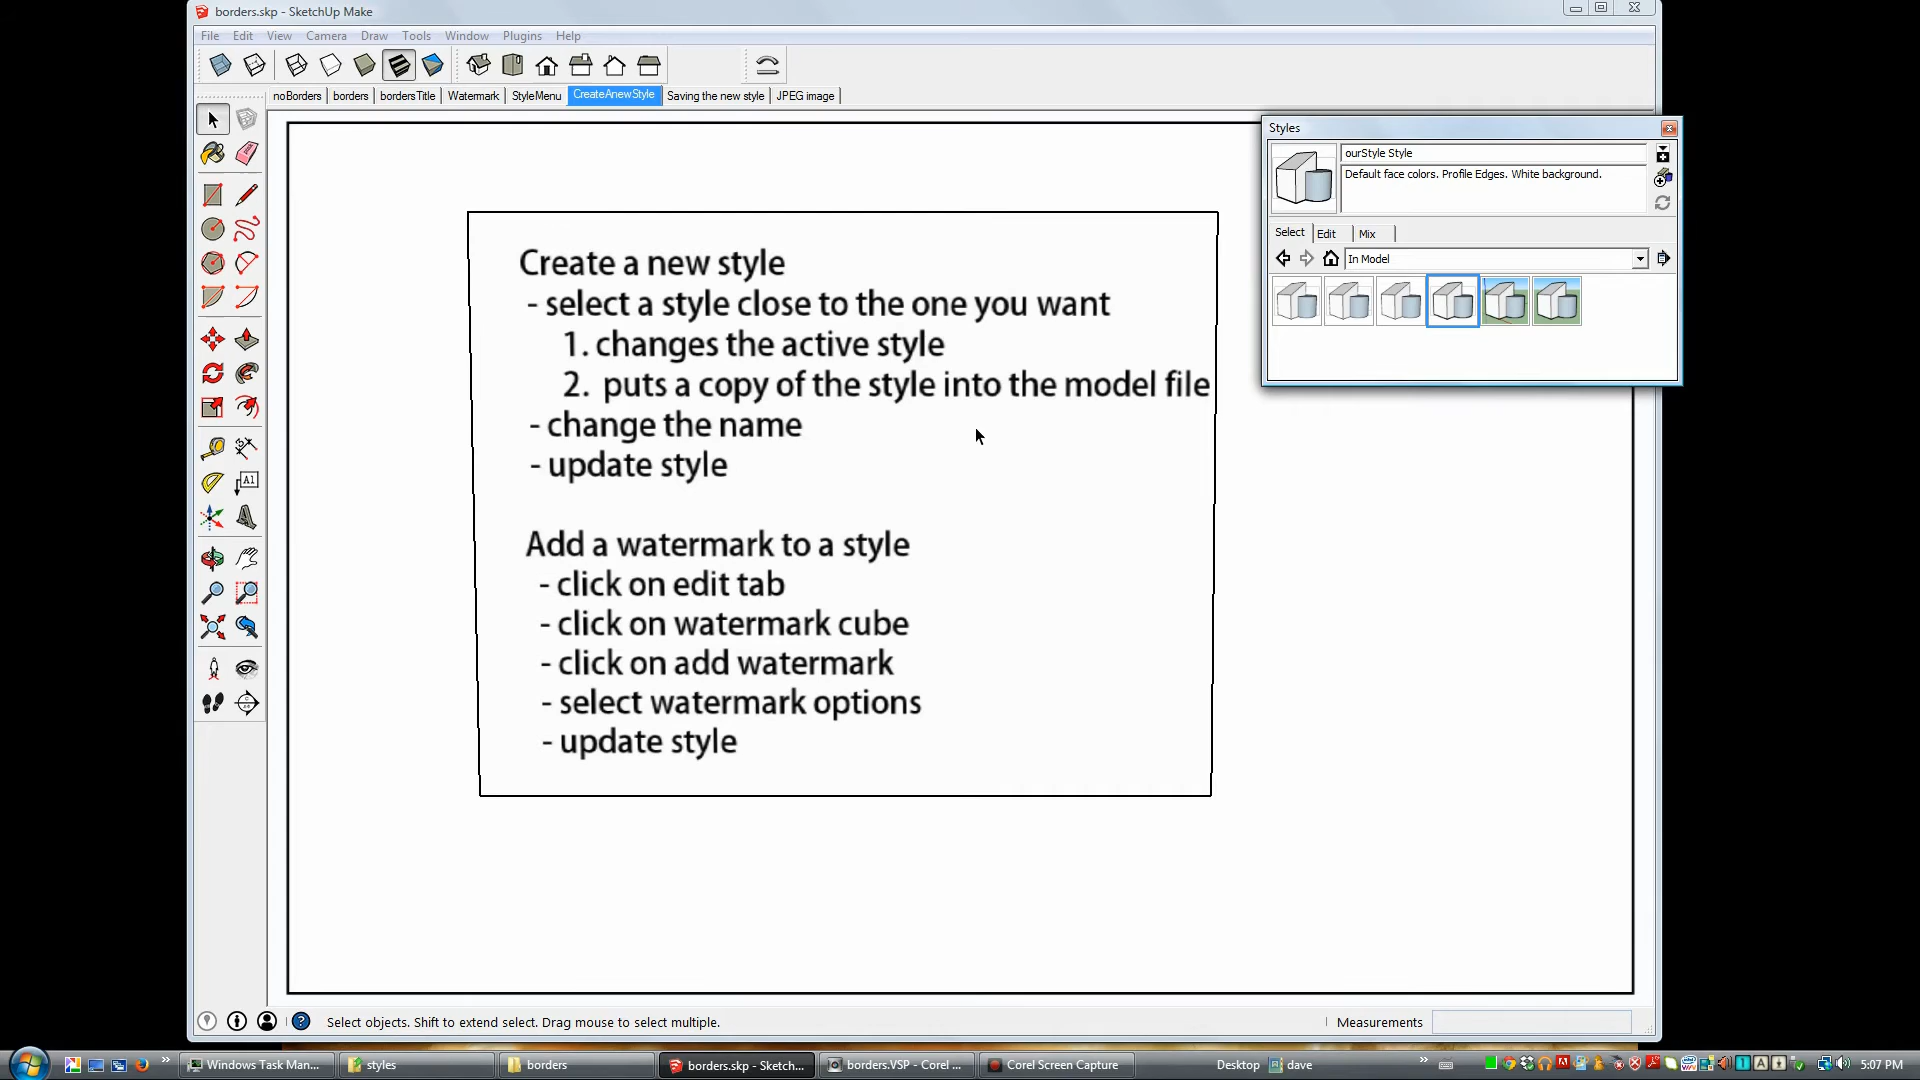 borders.skp - SketchUp Make
File Edit View Camera Draw Tools Window Plugins Help
noBorders borders bordersTitle Watermark StyleMenu CreateAnewStyle Saving the new style JPEG image
Styles
ourStyle Style
Default face colors. Profile Edges. White background.
Select Edit Mix
In Model
Create a new style
- select a style close to the one you want
1. changes the active style
2. puts a copy of the style into the model file
- change the name
- update style
Add a watermark to a style
- click on edit tab
- click on watermark cube
- click on add watermark
- select watermark options
- update style
A1
Select objects. Shift to extend select. Drag mouse to select multiple.
Measurements
Windows Task Man... styles borders borders.skp - Sketch... borders.VSP - Corel ... Corel Screen Capture Desktop dave 5:07 PM